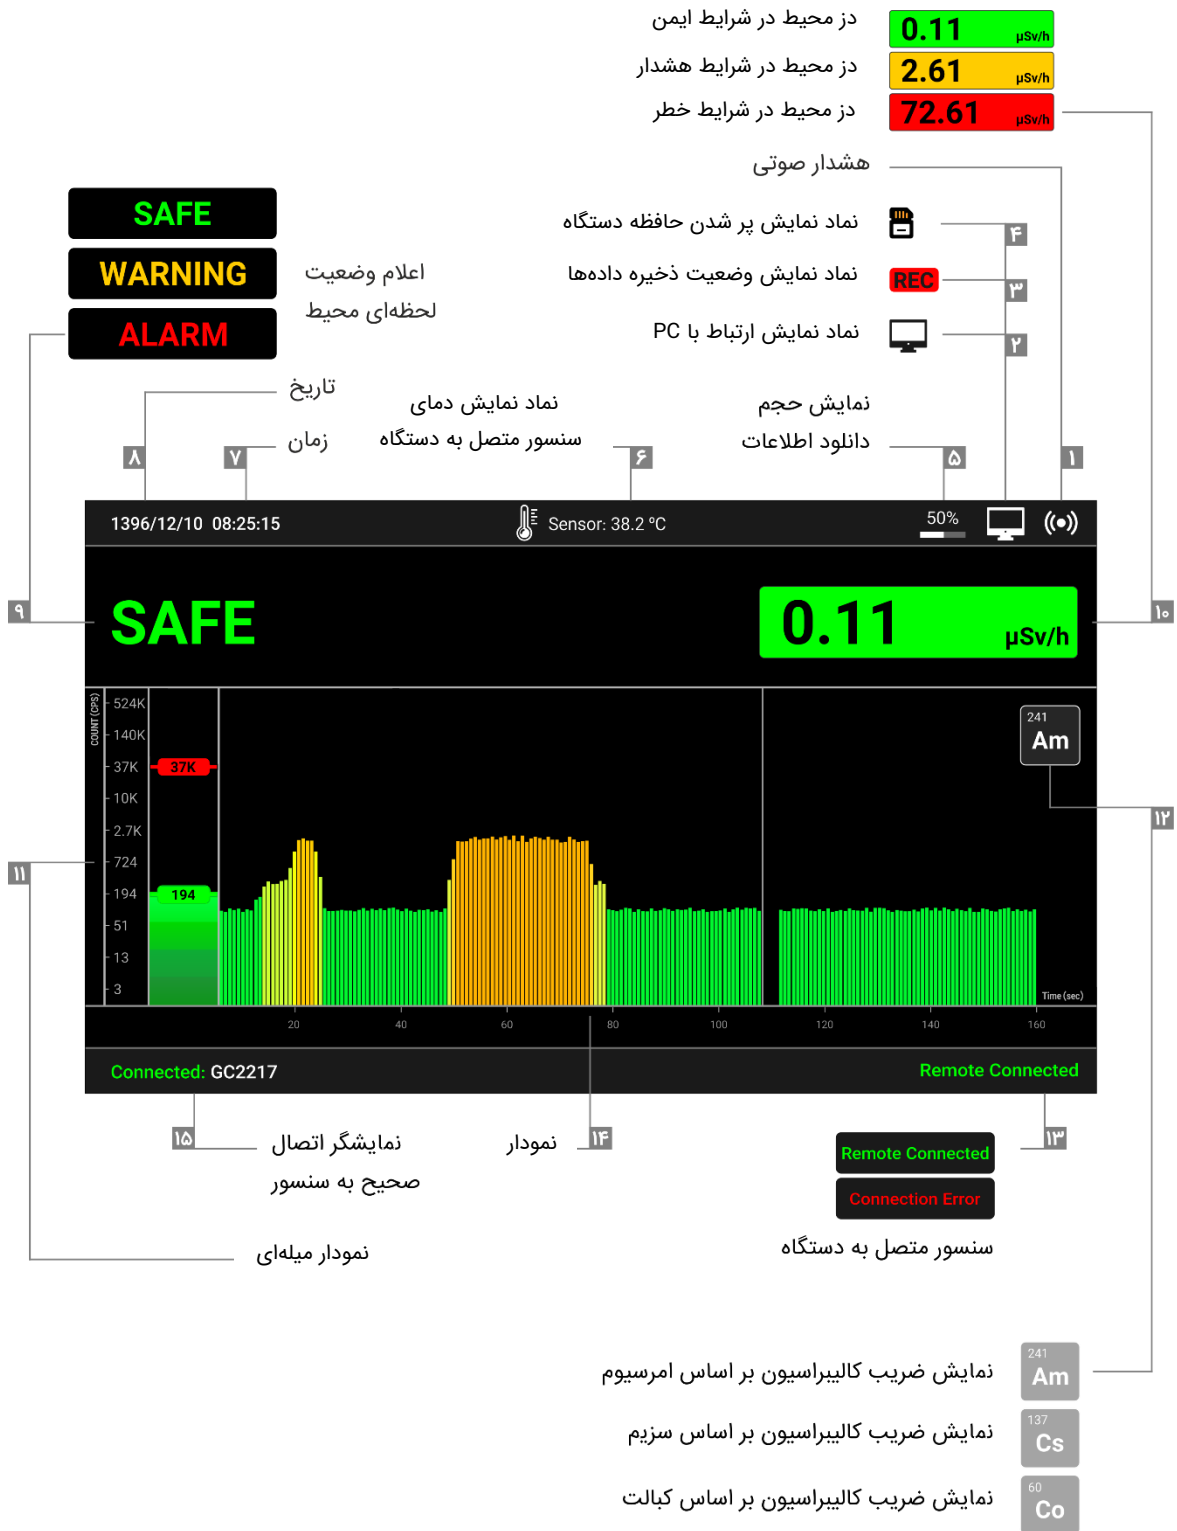 دز محیط در شرایط ایمن
0.11 µSv/h
دز محیط در شرایط هشدار
2.61 µSv/h
دز محیط در شرایط خطر
72.61 µSv/h
هشدار صوتی
SAFE
نماد نمایش پر شدن حافظه دستگاه
۴
WARNING
اعلام وضعیت
لحظه‌ای محیط
نماد نمایش وضعیت ذخیره داده‌ها
REC
۳
ALARM
نماد نمایش ارتباط با PC
۲
تاریخ
نماد نمایش دمای
سنسور متصل به دستگاه
نمایش حجم
دانلود اطلاعات
زمان
۸
۷
۶
۵
۱
1396/12/10 08:25:15
Sensor: 38.2 ºC
50%
۹
SAFE
0.11 µSv/h
۱۰
COUNT (CPS)
524K
140K
37K
10K
2.7K
724
194
51
13
3
37K
194
241
Am
۱۲
۱۱
Time (sec)
20 40 60 80 100 120 140 160
Connected: GC2217
Remote Connected
۱۵
نمایشگر اتصال
صحیح به سنسور
نمودار
۱۴
۱۳
Remote Connected
Connection Error
سنسور متصل به دستگاه
نمودار میله‌ای
نمایش ضریب کالیبراسیون بر اساس امرسیوم
241
Am
نمایش ضریب کالیبراسیون بر اساس سزیم
137
Cs
نمایش ضریب کالیبراسیون بر اساس کبالت
60
Co